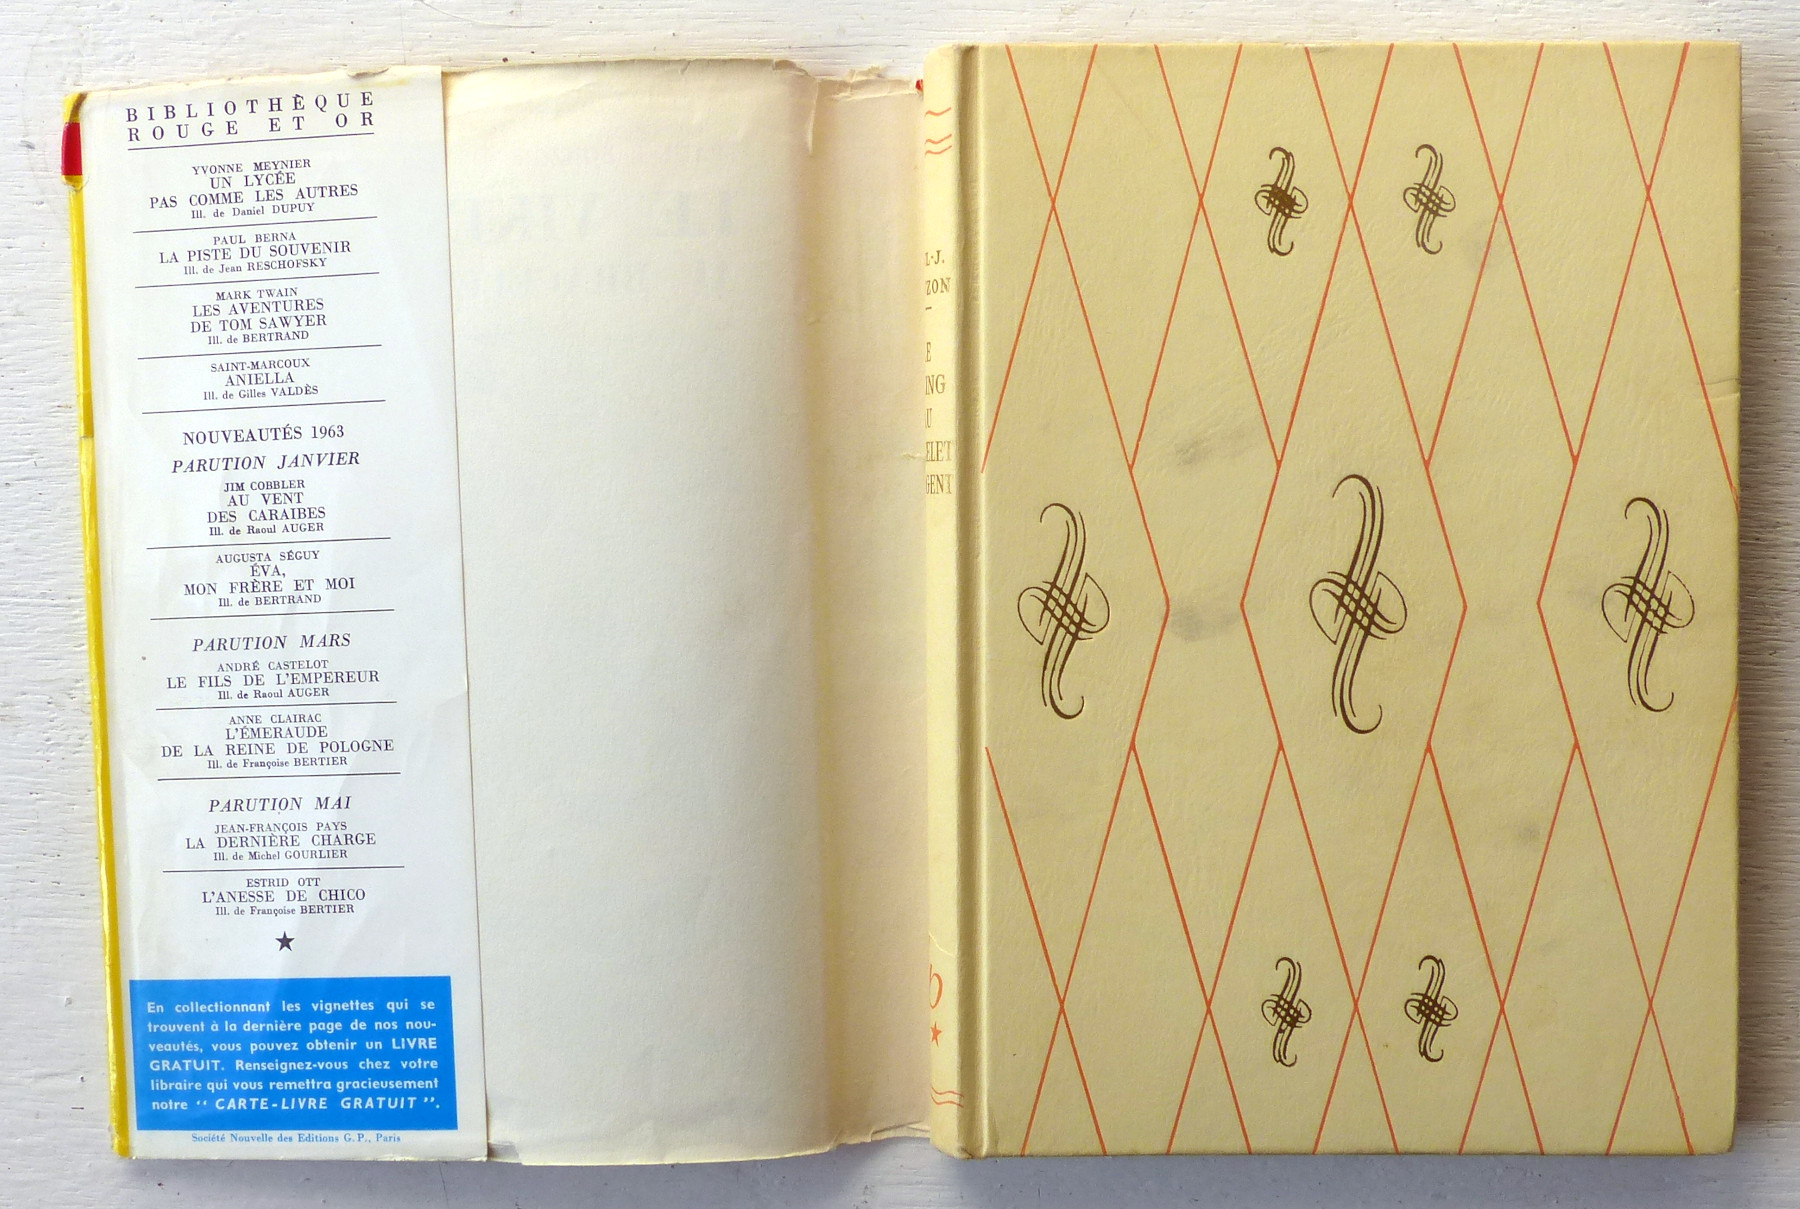 BIBLIOTHÈQUE
ROUGE ET OR
YVONNE MEYNIER
UN LYCÉE
PAS COMME LES AUTRES
Ill. de Daniel DUPUY
PAUL BERNA
LA PISTE DU SOUVENIR
Ill. de Jean RESCHOFSKY
MARK TWAIN
LES AVENTURES
DE TOM SAWYER
Ill. de BERTRAND
SAINT-MARCOUX
ANIELLA
Ill. de Gilles VALDÈS
NOUVEAUTÉS 1963
PARUTION JANVIER
JIM COBBLER
AU VENT
DES CARAIBES
Ill. de Raoul AUGER
AUGUSTA SÉGUY
ÉVA,
MON FRÈRE ET MOI
Ill. de BERTRAND
PARUTION MARS
ANDRÉ CASTELOT
LE FILS DE L'EMPEREUR
Ill. de Raoul AUGER
ANNE CLAIRAC
L'ÉMERAUDE
DE LA REINE DE POLOGNE
Ill. de Françoise BERTIER
PARUTION MAI
JEAN-FRANÇOIS PAYS
LA DERNIÈRE CHARGE
Ill. de Michel GOURLIER
ESTRID OTT
L'ANESSE DE CHICO
Ill. de Françoise BERTIER
★
En collectionnant les vignettes qui se
trouvent à la dernière page de nos nou-
veautés, vous pouvez obtenir un LIVRE
GRATUIT. Renseignez-vous chez votre
libraire qui vous remettra gracieusement
notre “ CARTE-LIVRE GRATUIT ”.
Société Nouvelle des Editions G. P., Paris
L.-J.
ZON
E
ING
U
ELET
GENT